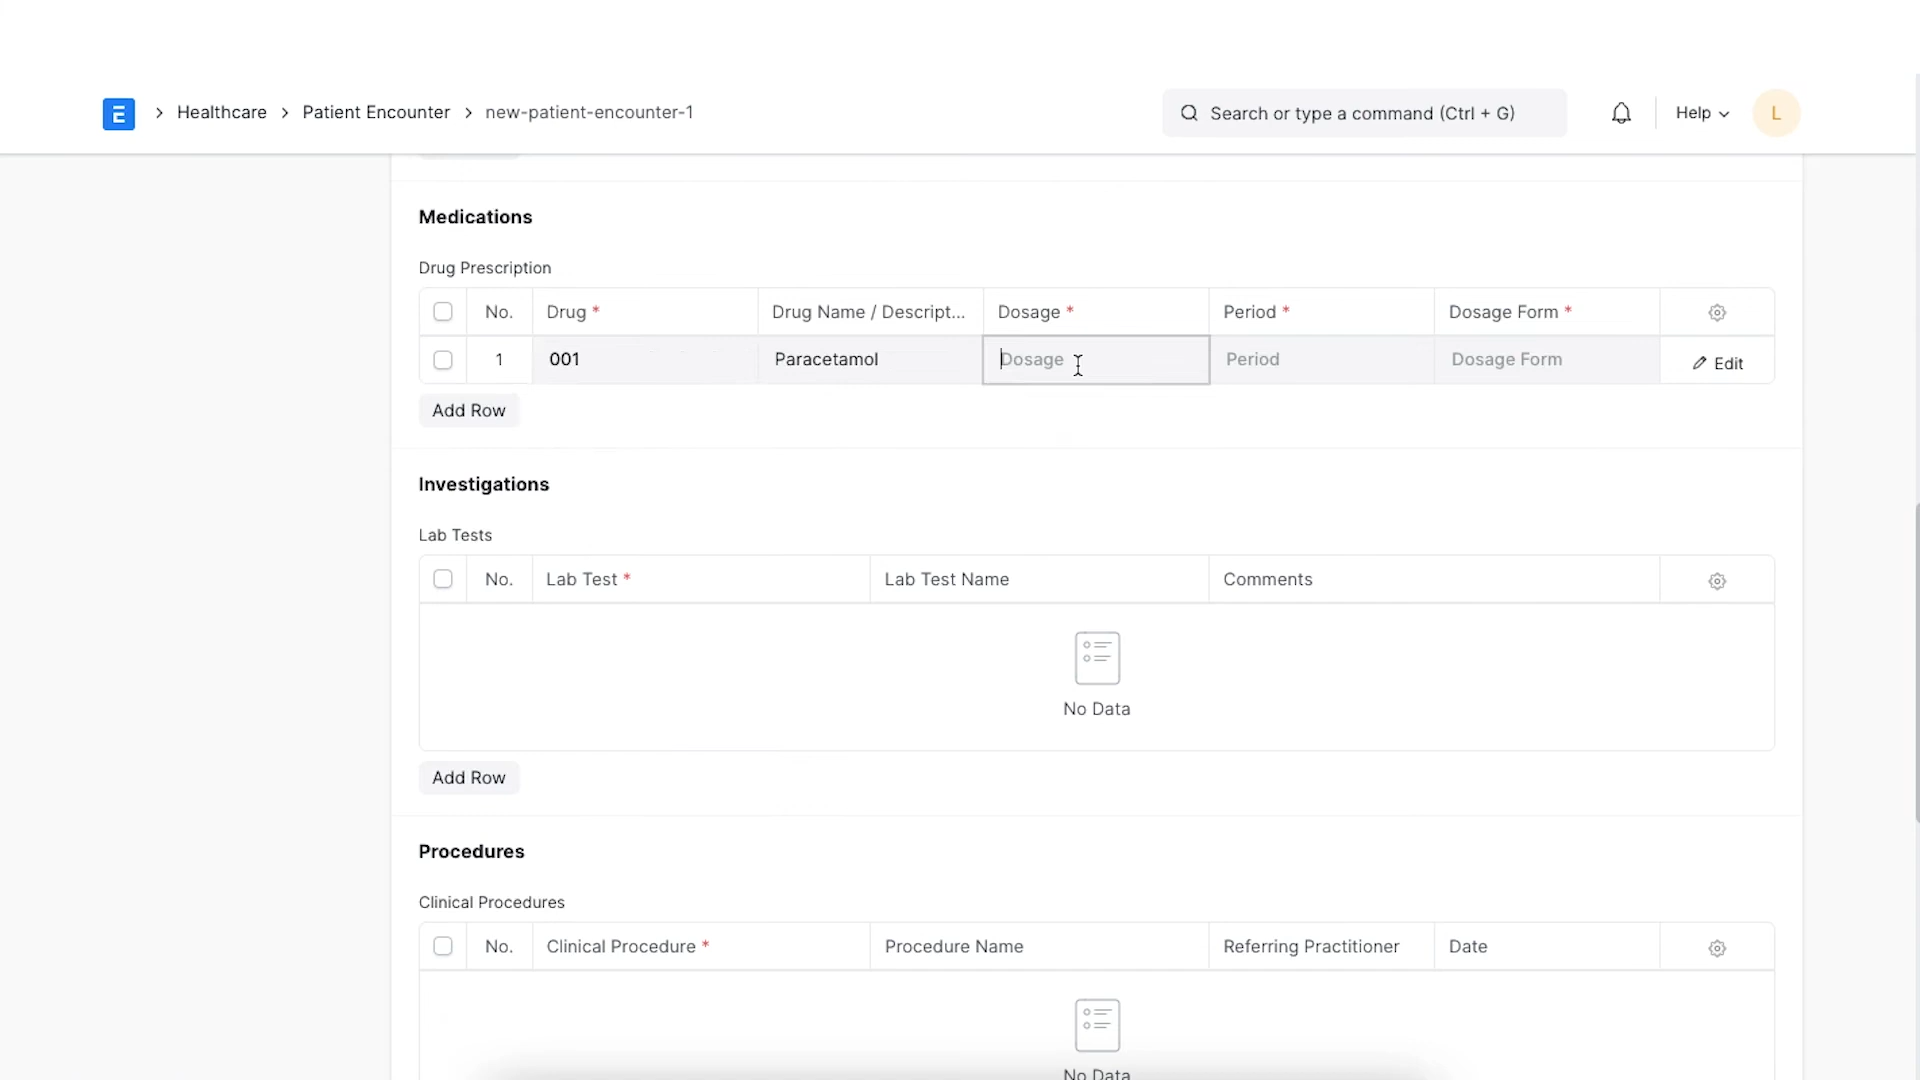 E > Healthcare > Patient Encounter > new-patient-encounter-1 Search or type a command (Ctrl + G) Help L
Medications
Drug Prescription
No. Drug * Drug Name / Descript... Dosage * Period * Dosage Form *
1 001 Paracetamol Dosage Period Dosage Form Edit
Add Row
Investigations
Lab Tests
No. Lab Test * Lab Test Name Comments
No Data
Add Row
Procedures
Clinical Procedures
No. Clinical Procedure * Procedure Name Referring Practitioner Date
No Data